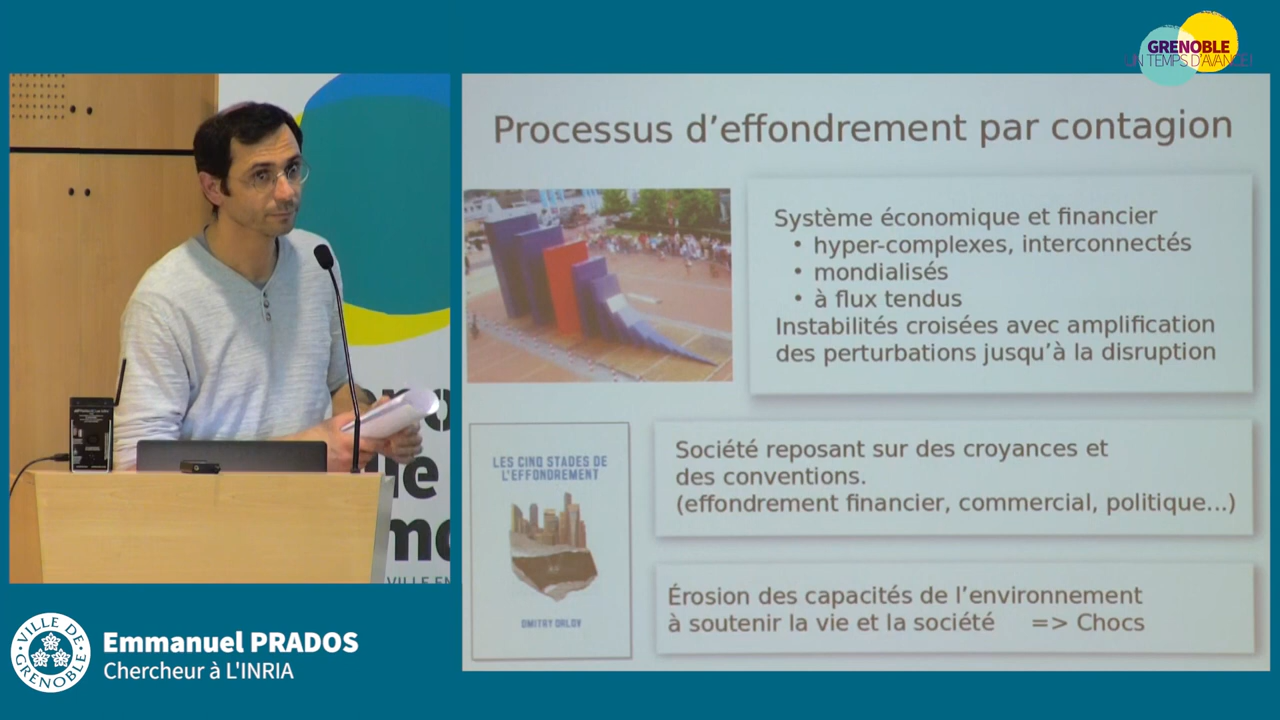 GRENOBLE
UN TEMPS D'AVANCE!
Processus d'effondrement par contagion
Système économique et financier
• hyper-complexes, interconnectés
• mondialisés
• à flux tendus
Instabilités croisées avec amplification
des perturbations jusqu'à la disruption
LES CINQ STADES DE
L'EFFONDREMENT
DMITRY ORLOV
Société reposant sur des croyances et
des conventions.
(effondrement financier, commercial, politique...)
Érosion des capacités de l'environnement
à soutenir la vie et la société => Chocs
VILLE EN
VILLE DE
GRENOBLE
Emmanuel PRADOS
Chercheur à L'INRIA